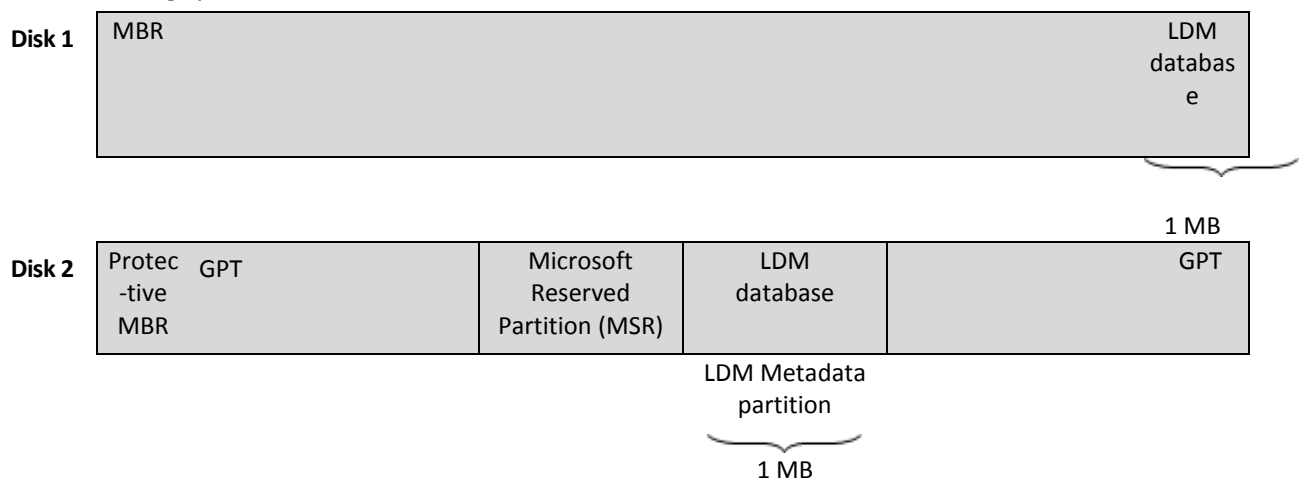 Disk 1
MBR
LDM
databas
e
1 MB
Disk 2
Protec
-tive
MBR
GPT
Microsoft
Reserved
Partition (MSR)
LDM
database
GPT
LDM Metadata
partition
1 MB